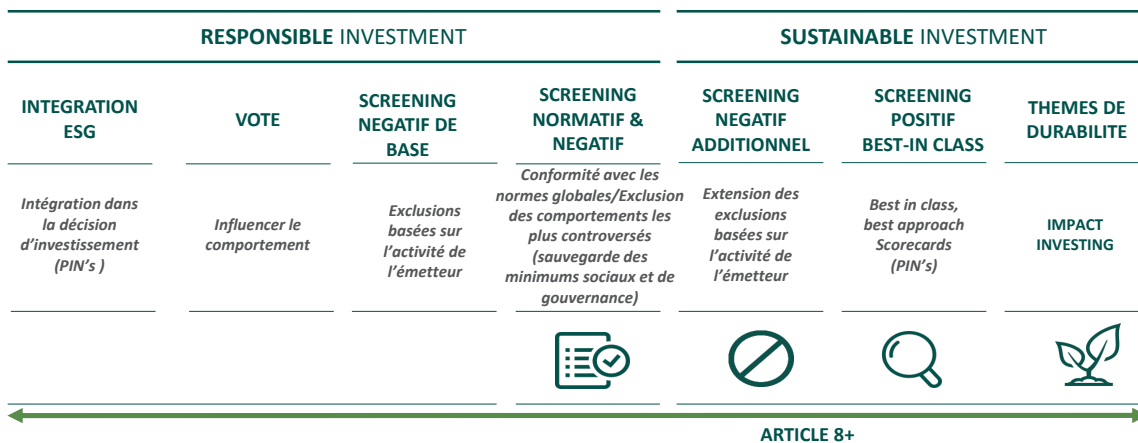 RESPONSIBLE INVESTMENT
SUSTAINABLE INVESTMENT
INTEGRATION
ESG
VOTE
SCREENING
NEGATIF DE
BASE
SCREENING
NORMATIF &
NEGATIF
SCREENING
NEGATIF
ADDITIONNEL
SCREENING
POSITIF
BEST-IN CLASS
THEMES DE
DURABILITE
Intégration dans
la décision
d'investissement
(PIN's )
Influencer le
comportement
Exclusions
basées sur
l'activité de
l'émetteur
Conformité avec les
normes globales/Exclusion
des comportements les
plus controversés
(sauvegarde des
minimums sociaux et de
gouvernance)
Extension des
exclusions
basées sur
l'activité de
l'émetteur
Best in class,
best approach
Scorecards
(PIN's)
IMPACT
INVESTING
ARTICLE 8+